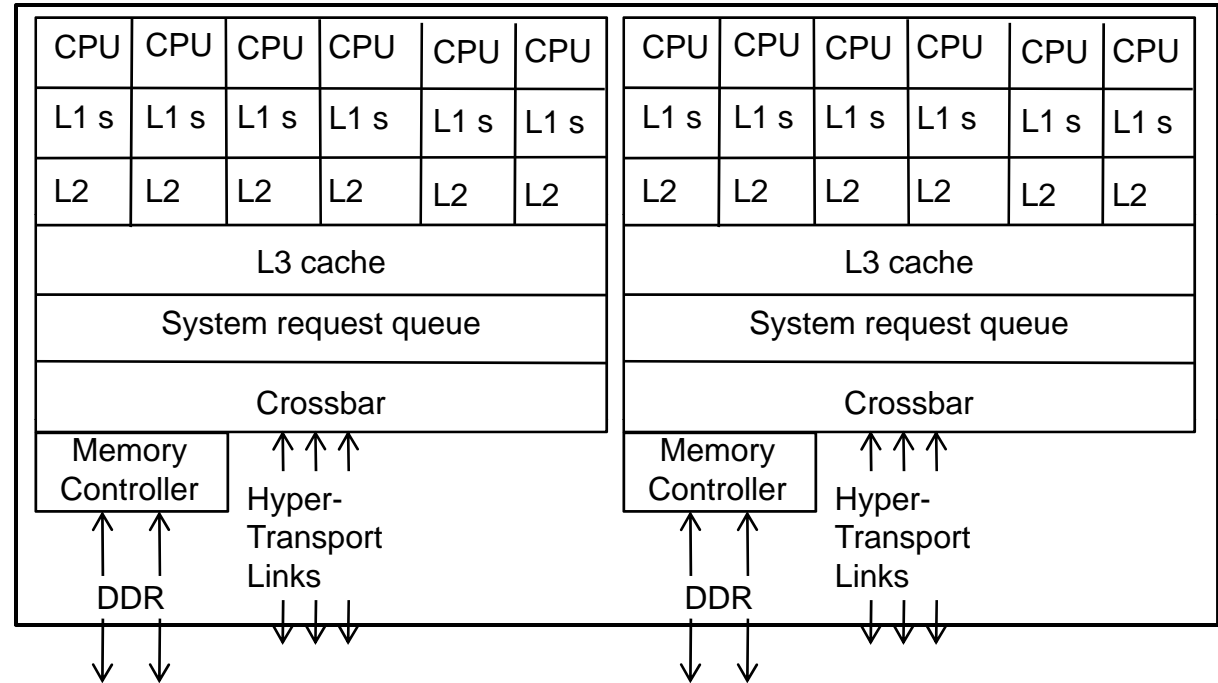 CPU CPU CPU CPU CPU CPU
L1 s L1 s L1 s L1 s L1 s L1 s
L2 L2 L2 L2 L2 L2
L3 cache
System request queue
Crossbar
Memory
Controller
Hyper-
Transport
Links
DDR
CPU CPU CPU CPU CPU CPU
L1 s L1 s L1 s L1 s L1 s L1 s
L2 L2 L2 L2 L2 L2
L3 cache
System request queue
Crossbar
Memory
Controller
Hyper-
Transport
Links
DDR